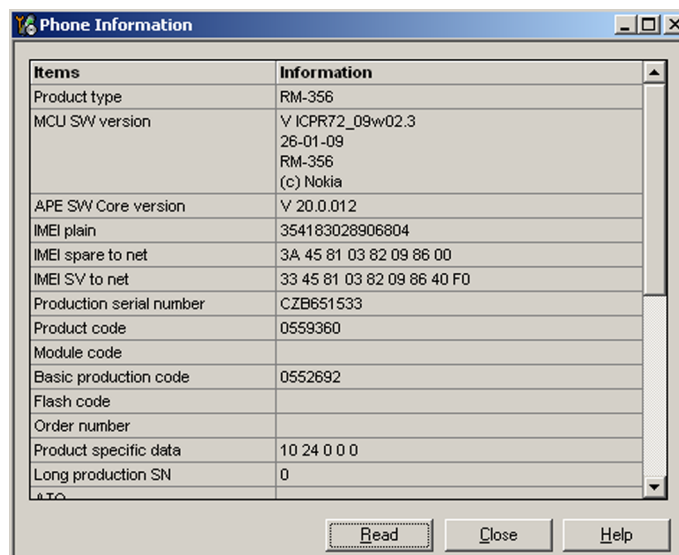 Phone Information
Items Information
Product type RM-356
MCU SW version V ICPR72_09w02.3
26-01-09
RM-356
(c) Nokia
APE SW Core version V 20.0.012
IMEI plain 354183028906804
IMEI spare to net 3A 45 81 03 82 09 86 00
IMEI SV to net 33 45 81 03 82 09 86 40 F0
Production serial number CZB651533
Product code 0559360
Module code
Basic production code 0552692
Flash code
Order number
Product specific data 10 24 0 0 0
Long production SN 0
Read Close Help